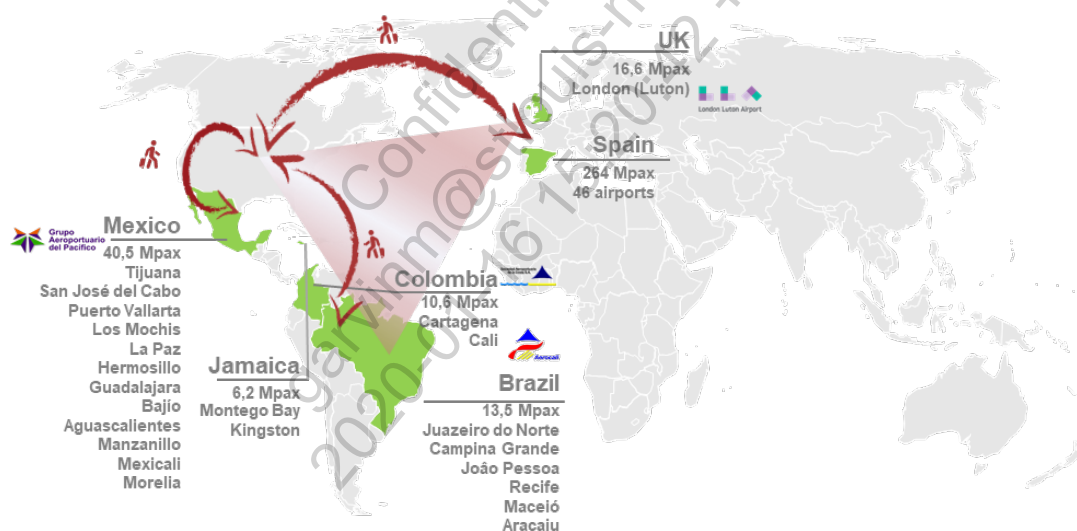 UK
16,6 Mpax
London (Luton)
London Luton Airport
Spain
264 Mpax
46 airports
Grupo
Aeroportuario
del Pacífico
Mexico
40,5 Mpax
Tijuana
San José del Cabo
Puerto Vallarta
Los Mochis
La Paz
Hermosillo
Guadalajara
Bajío
Aguascalientes
Manzanillo
Mexicali
Morelia
Jamaica
6,2 Mpax
Montego Bay
Kingston
Colombia
10,6 Mpax
Cartagena
Cali
Aerocali
Brazil
13,5 Mpax
Juazeiro do Norte
Campina Grande
Joâo Pessoa
Recife
Maceió
Aracaju